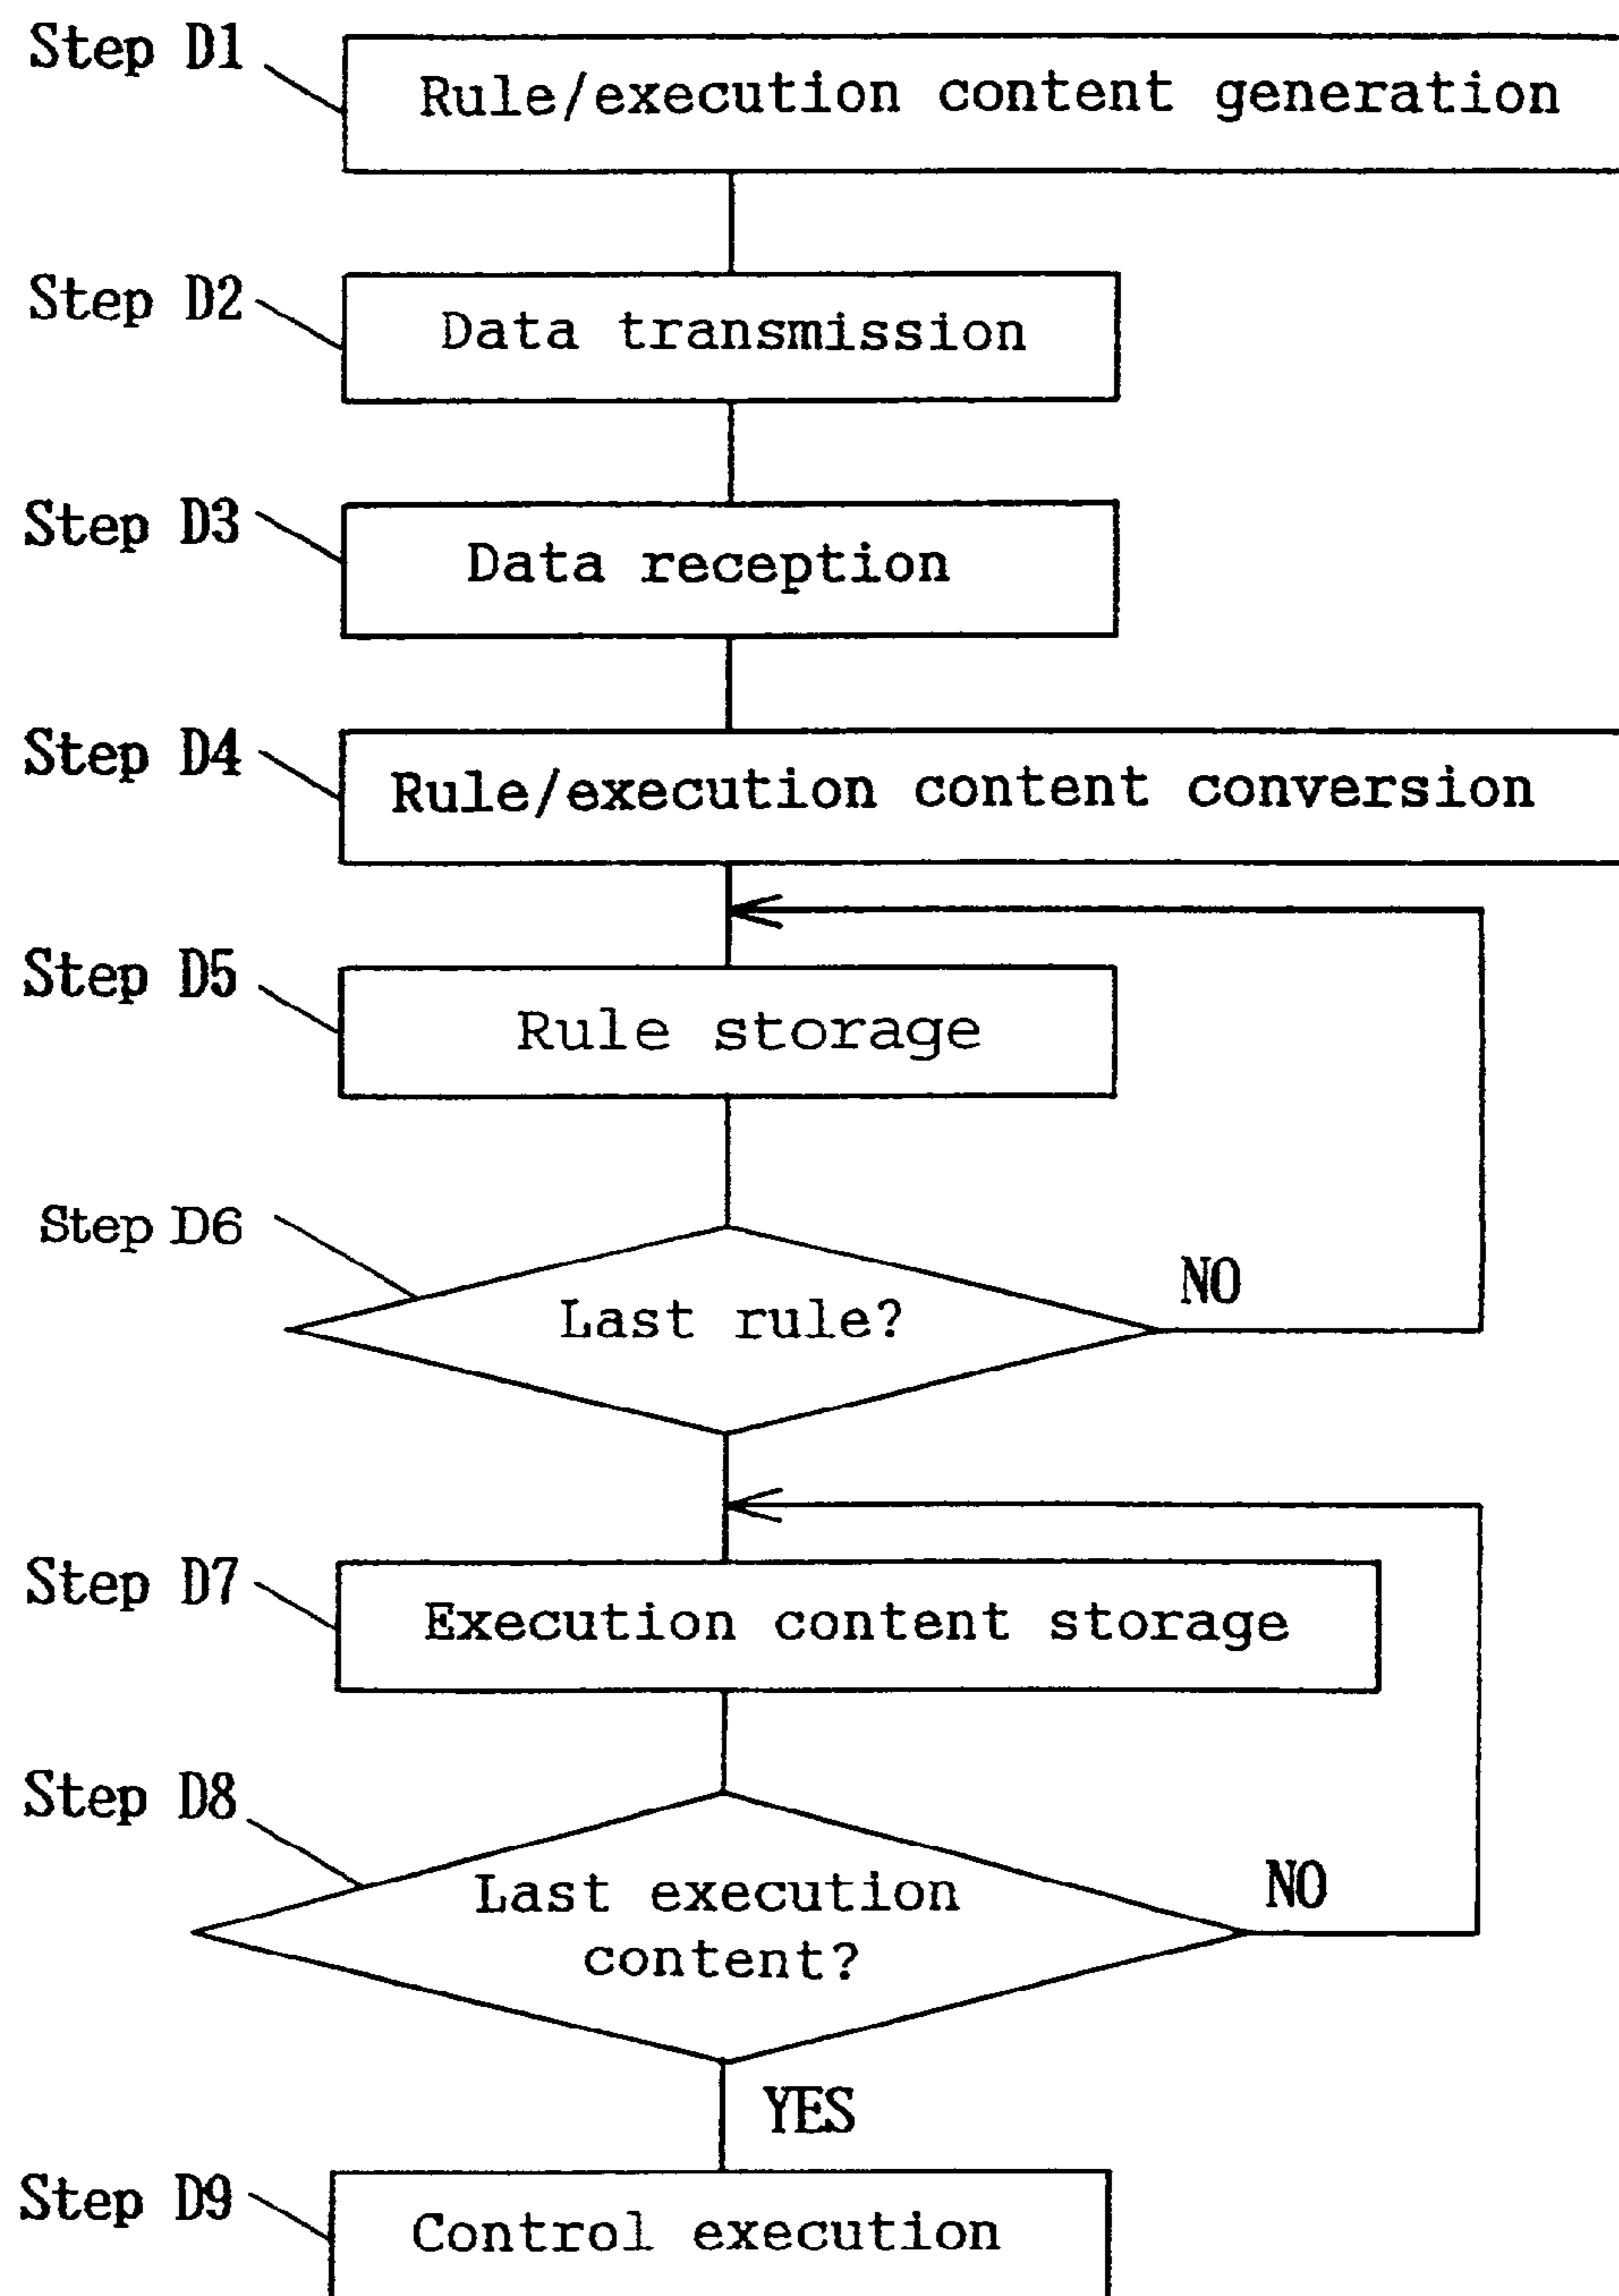 Step D1
Rule/execution content generation
Step D2
Data transmission
Step D3
Data reception
Step D4
Rule/execution content conversion
Step D5
Rule storage
Step D6
Last rule?
NO
Step D7
Execution content storage
Step D8
Last execution
content?
NO
YES
Step D9
Control execution